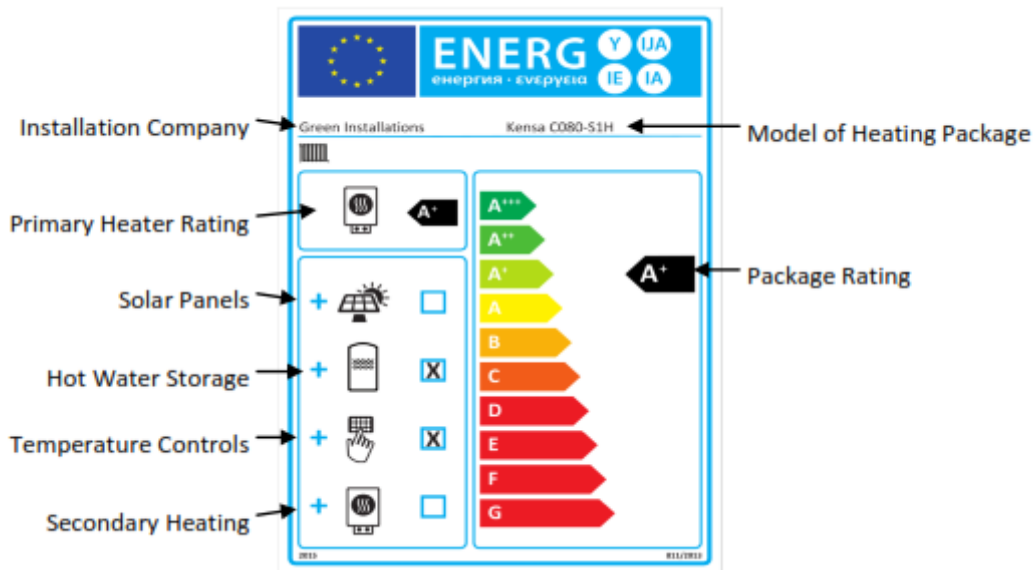 ENERG Y IJA
енергия · ενεργεια IE IA
Installation Company
Green Installations
Kensa C080-S1H
Model of Heating Package
Primary Heater Rating
A+
A+++
A++
A+
A+
Package Rating
Solar Panels
+
A
B
Hot Water Storage
+
X
C
D
Temperature Controls
+
X
E
F
Secondary Heating
+
G
2015
811/2013